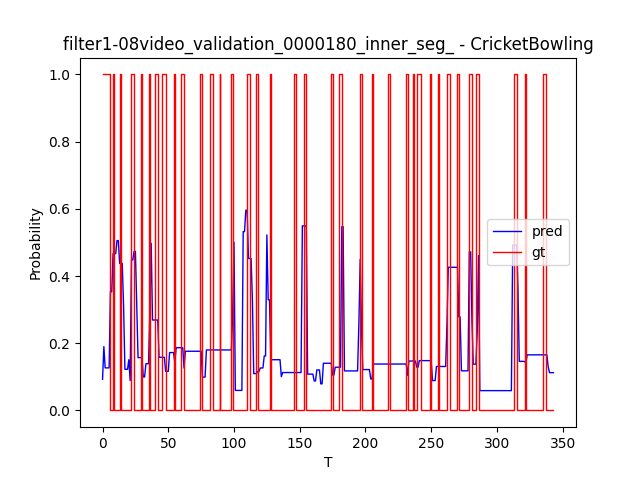 filter1-08video_validation_0000180_inner_seg_ - CricketBowling
1.0
0.8
0.6
0.4
0.2
0.0
Probability
pred
gt
0 50 100 150 200 250 300 350
T